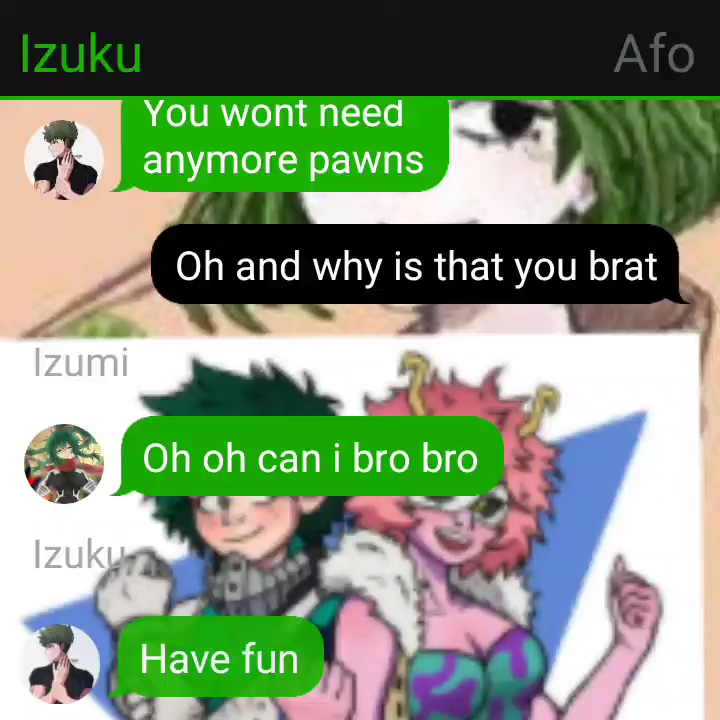 Izuku Afo
You wont need
anymore pawns
Oh and why is that you brat
Izumi
Oh oh can i bro bro
Izuku
Have fun